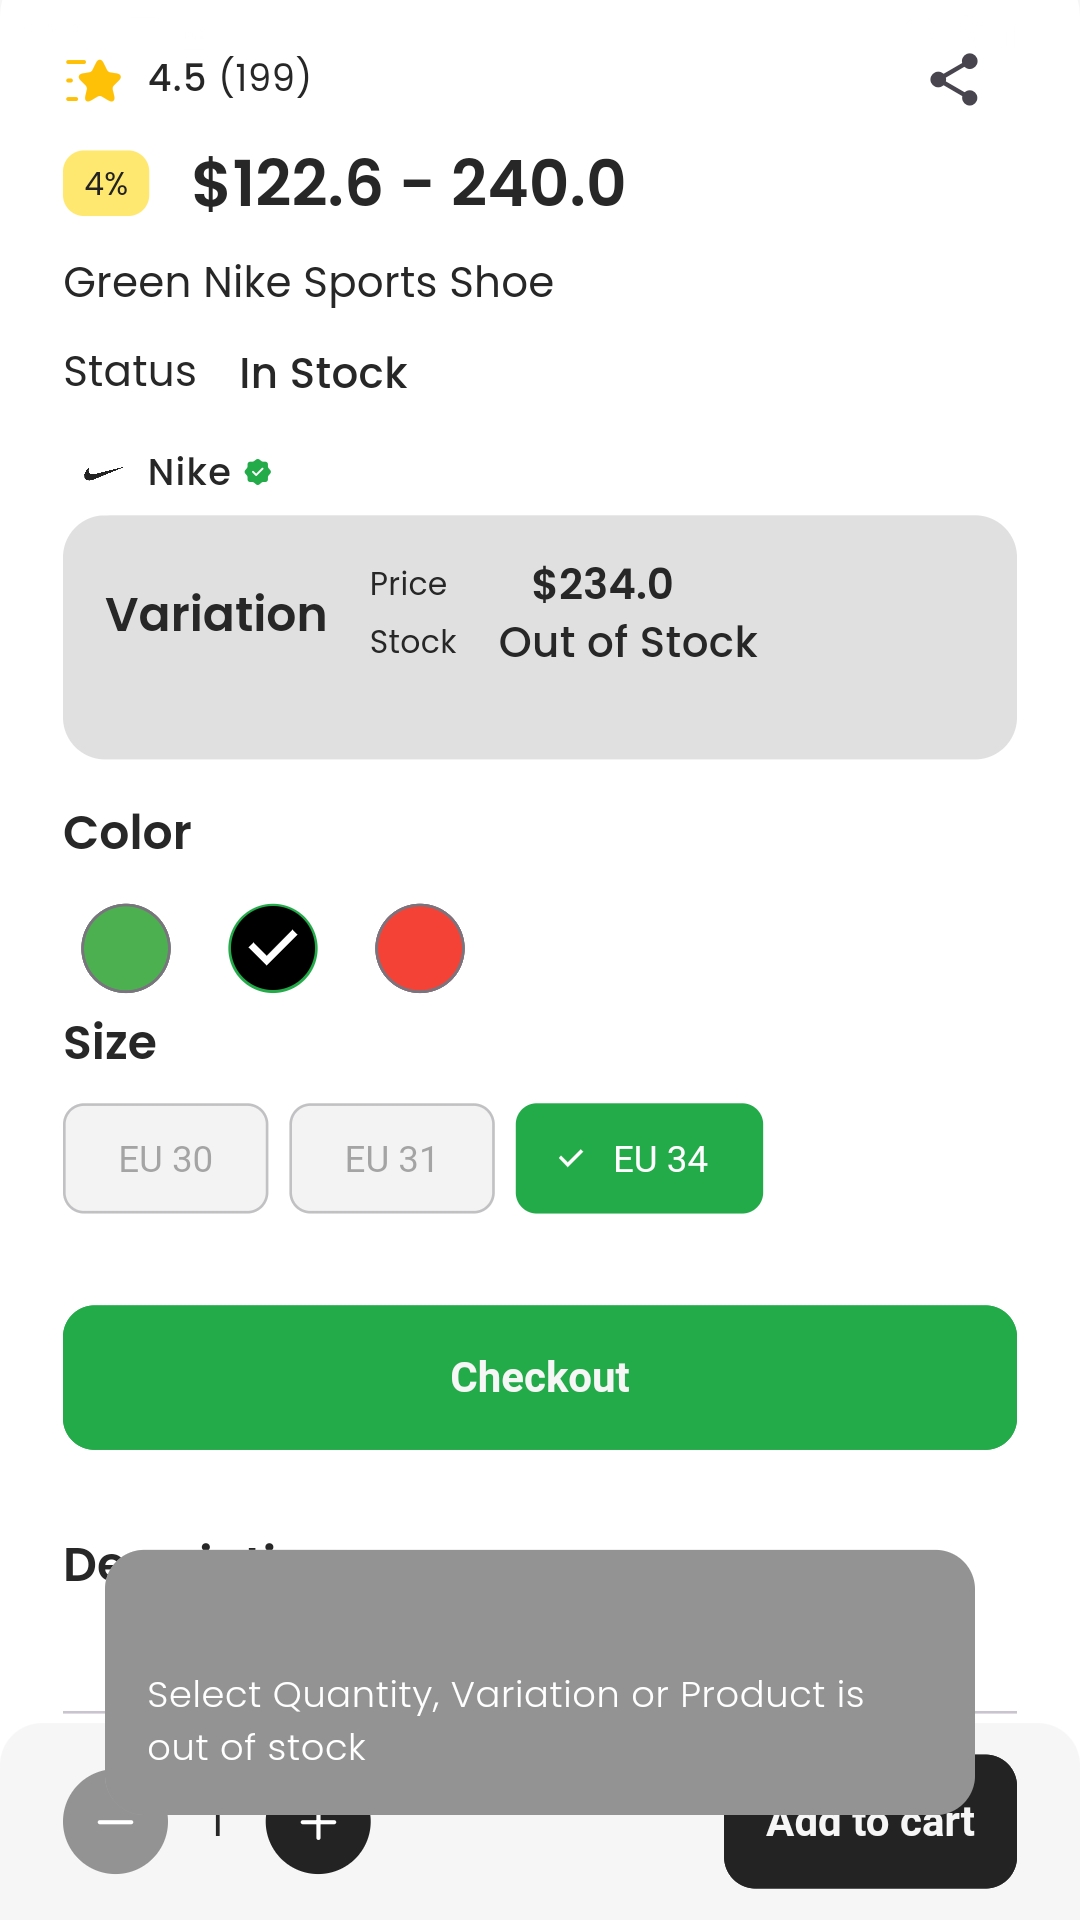 4.5 (199)
4% $122.6 - 240.0
Green Nike Sports Shoe
Status In Stock
Nike
Variation
Price $234.0
Stock Out of Stock
Color
Size
EU 30 EU 31 EU 34
Checkout
Select Quantity, Variation or Product is
out of stock
1
Add to cart